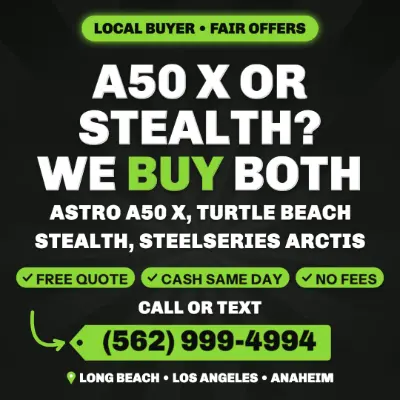 LOCAL BUYER • FAIR OFFERS
A50 X OR
STEALTH?
WE BUY BOTH
ASTRO A50 X, TURTLE BEACH
STEALTH, STEELSERIES ARCTIS
✓ FREE QUOTE ✓ CASH SAME DAY ✓ NO FEES
CALL OR TEXT
(562) 999-4994
LONG BEACH • LOS ANGELES • ANAHEIM